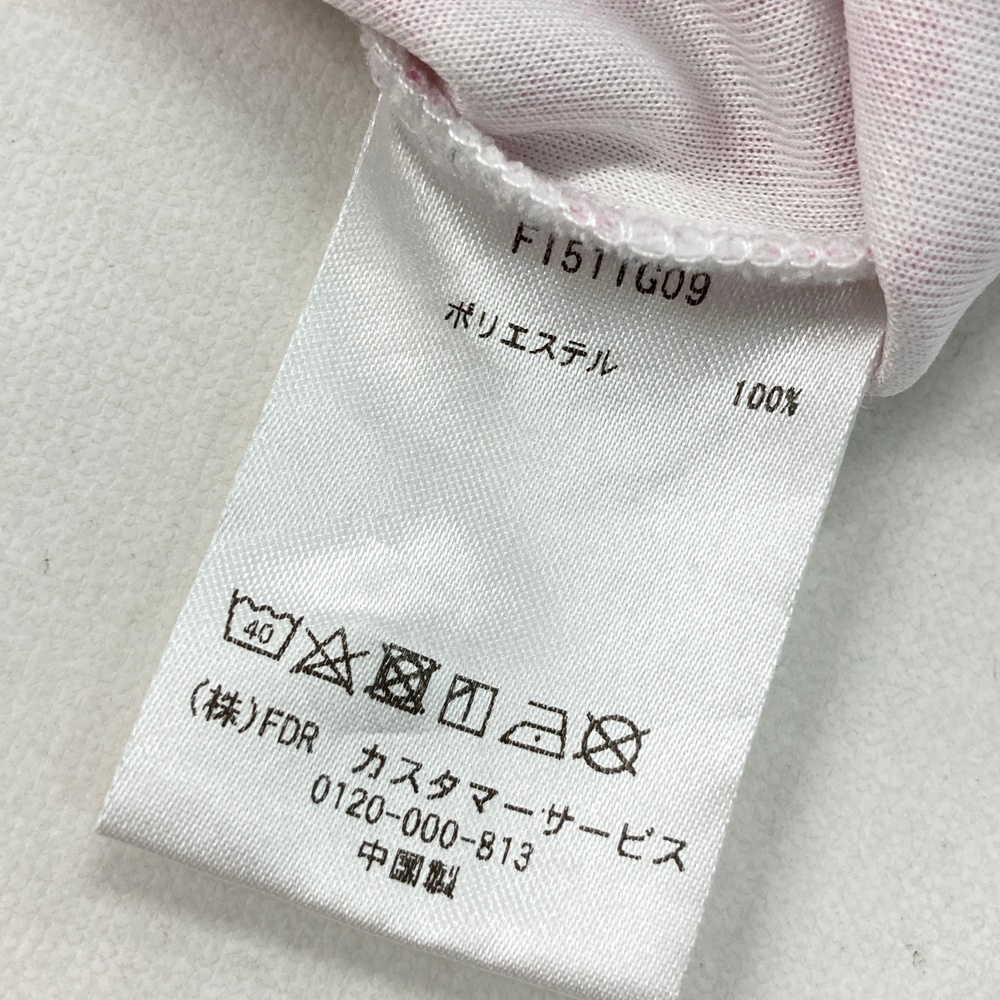 F1511G09
ポリエステル 100%
40
(株)FDR カスタマーサービス
0120-000-813
中国製